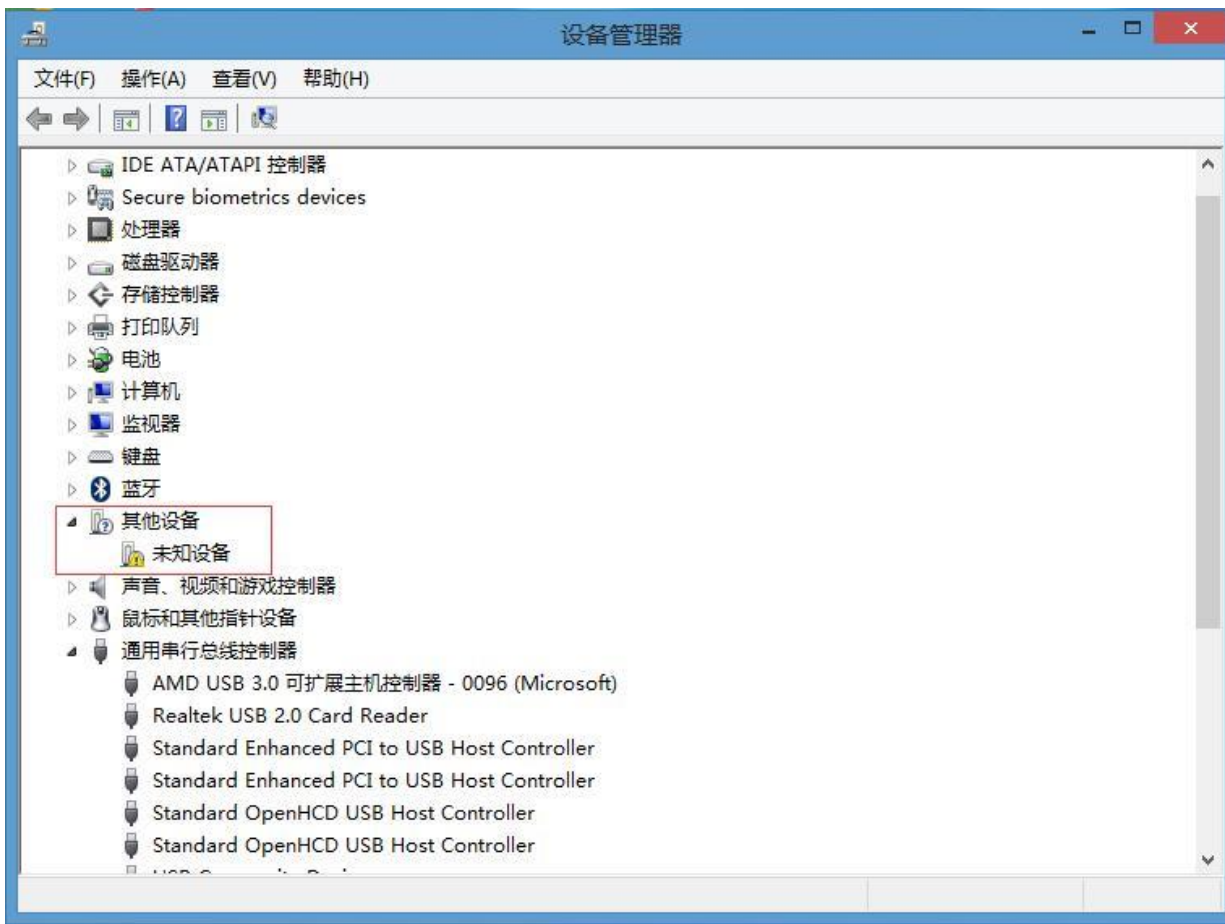 设备管理器
文件(F) 操作(A) 查看(V) 帮助(H)
IDE ATA/ATAPI 控制器
Secure biometrics devices
处理器
磁盘驱动器
存储控制器
打印队列
电池
计算机
监视器
键盘
蓝牙
其他设备
未知设备
声音、视频和游戏控制器
鼠标和其他指针设备
通用串行总线控制器
AMD USB 3.0 可扩展主机控制器 - 0096 (Microsoft)
Realtek USB 2.0 Card Reader
Standard Enhanced PCI to USB Host Controller
Standard Enhanced PCI to USB Host Controller
Standard OpenHCD USB Host Controller
Standard OpenHCD USB Host Controller